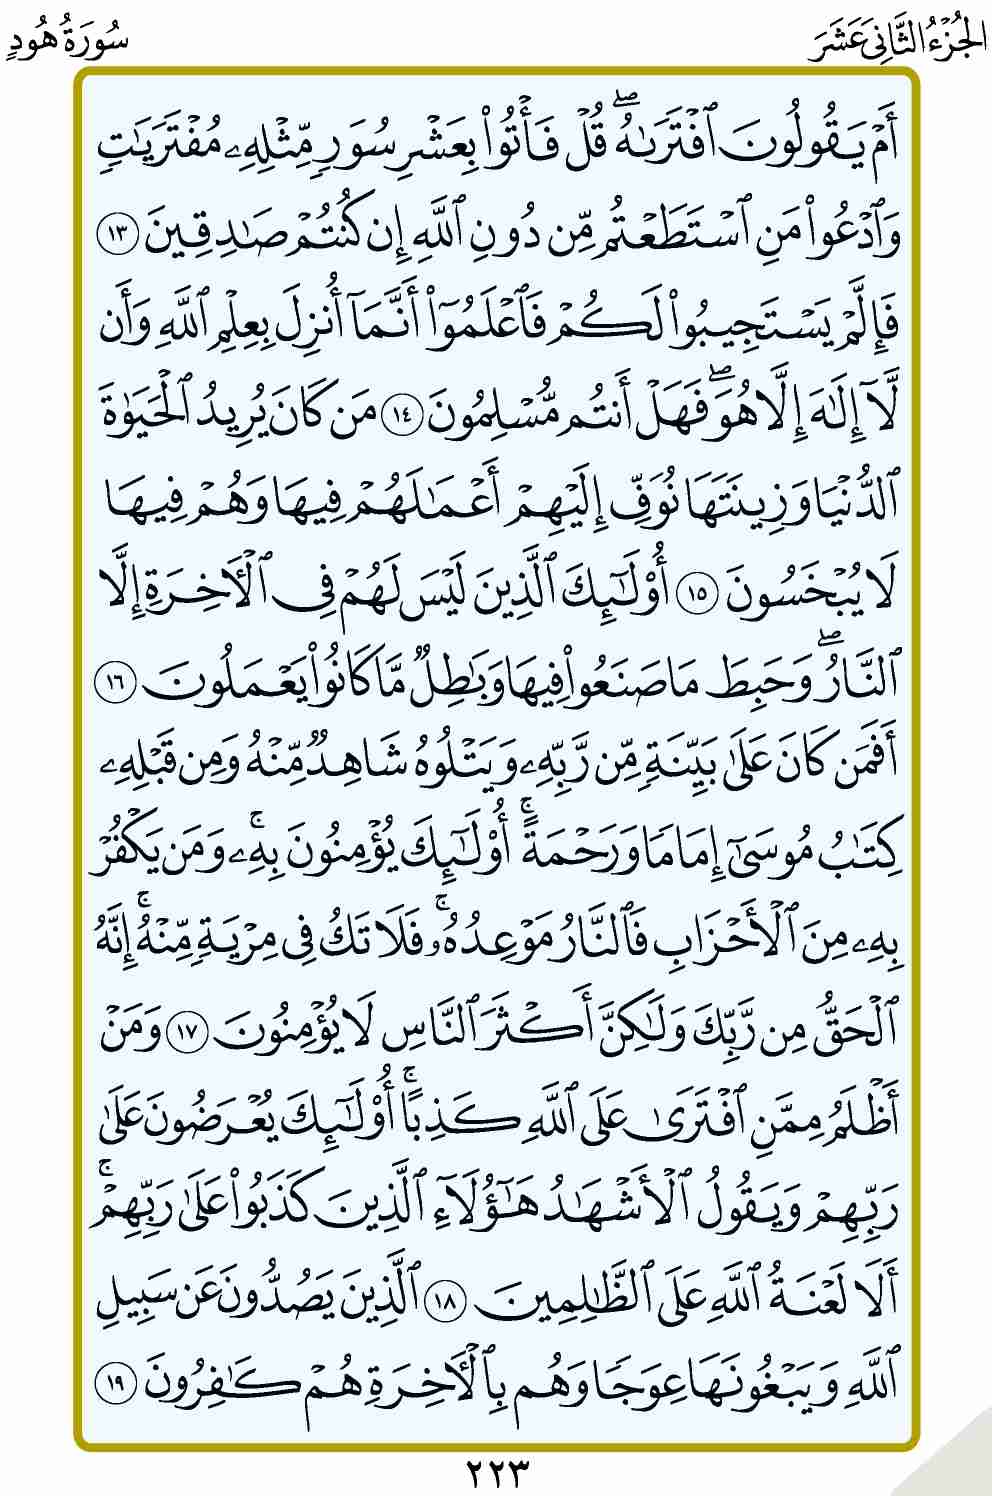 الجُزْءُ الثَّانِي عَشَرَ
سُورَةُ هُودٍ
أَمْ يَقُولُونَ ٱفْتَرَىٰهُۖ قُلْ فَأْتُوا۟ بِعَشْرِ سُوَرٍۢ مِّثْلِهِۦ مُفْتَرَيَٰتٍۢ
وَٱدْعُوا۟ مَنِ ٱسْتَطَعْتُم مِّن دُونِ ٱللَّهِ إِن كُنتُمْ صَٰدِقِينَ ١٣
فَإِلَّمْ يَسْتَجِيبُوا۟ لَكُمْ فَٱعْلَمُوٓا۟ أَنَّمَآ أُنزِلَ بِعِلْمِ ٱللَّهِ وَأَن
لَّآ إِلَٰهَ إِلَّا هُوَۖ فَهَلْ أَنتُم مُّسْلِمُونَ ١٤ مَن كَانَ يُرِيدُ ٱلْحَيَوٰةَ
ٱلدُّنْيَا وَزِينَتَهَا نُوَفِّ إِلَيْهِمْ أَعْمَٰلَهُمْ فِيهَا وَهُمْ فِيهَا
لَا يُبْخَسُونَ ١٥ أُو۟لَٰٓئِكَ ٱلَّذِينَ لَيْسَ لَهُمْ فِى ٱلْءَاخِرَةِ إِلَّا
ٱلنَّارُۖ وَحَبِطَ مَا صَنَعُوا۟ فِيهَا وَبَٰطِلٌۭ مَّا كَانُوا۟ يَعْمَلُونَ ١٦
أَفَمَن كَانَ عَلَىٰ بَيِّنَةٍۢ مِّن رَّبِّهِۦ وَيَتْلُوهُ شَاهِدٌۭ مِّنْهُ وَمِن قَبْلِهِۦ
كِتَٰبُ مُوسَىٰٓ إِمَامًۭا وَرَحْمَةًۚ أُو۟لَٰٓئِكَ يُؤْمِنُونَ بِهِۦۚ وَمَن يَكْفُرْ
بِهِۦ مِنَ ٱلْأَحْزَابِ فَٱلنَّارُ مَوْعِدُهُۥۚ فَلَا تَكُ فِى مِرْيَةٍۢ مِّنْهُۚ إِنَّهُ
ٱلْحَقُّ مِن رَّبِّكَ وَلَٰكِنَّ أَكْثَرَ ٱلنَّاسِ لَا يُؤْمِنُونَ ١٧ وَمَنْ
أَظْلَمُ مِمَّنِ ٱفْتَرَىٰ عَلَى ٱللَّهِ كَذِبًاۚ أُو۟لَٰٓئِكَ يُعْرَضُونَ عَلَىٰ
رَبِّهِمْ وَيَقُولُ ٱلْأَشْهَٰدُ هَٰٓؤُلَآءِ ٱلَّذِينَ كَذَبُوا۟ عَلَىٰ رَبِّهِمْۚ
أَلَا لَعْنَةُ ٱللَّهِ عَلَى ٱلظَّٰلِمِينَ ١٨ ٱلَّذِينَ يَصُدُّونَ عَن سَبِيلِ
ٱللَّهِ وَيَبْغُونَهَا عِوَجًۭا وَهُم بِٱلْءَاخِرَةِ هُمْ كَٰفِرُونَ ١٩
٢٢٣